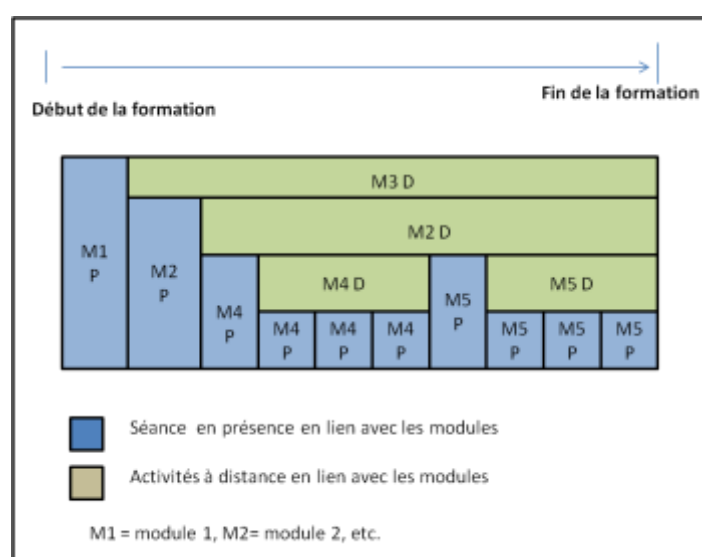 Début de la formation
Fin de la formation
M3 D
M2 D
M1
P
M2
P
M4
P
M4 D
M5
P
M5 D
M4
P
M4
P
M4
P
M5
P
M5
P
M5
P
Séance en présence en lien avec les modules
Activités à distance en lien avec les modules
M1 = module 1, M2= module 2, etc.